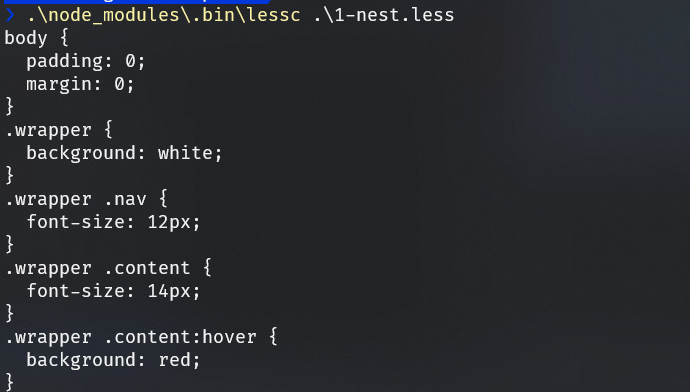 ❯ .\node_modules\.bin\lessc .\1-nest.less
body {
  padding: 0;
  margin: 0;
}
.wrapper {
  background: white;
}
.wrapper .nav {
  font-size: 12px;
}
.wrapper .content {
  font-size: 14px;
}
.wrapper .content:hover {
  background: red;
}